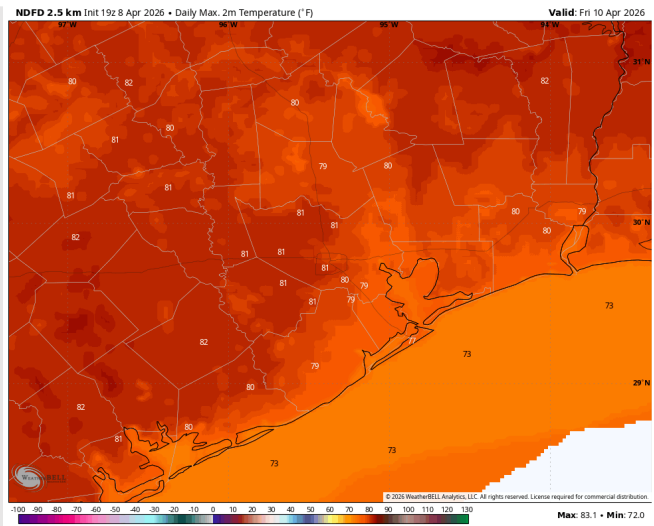 NDFD 2.5 km Init 19z 8 Apr 2026 • Daily Max. 2m Temperature (°F)
Valid: Fri 10 Apr 2026
97°W 96°W 95°W 94°W
31°N
80 82 82
80
80
81
79 80
81
81
81 80 79
82 81 80
30°N
81 81
81
81 80 79
81 79
73
82 77
73
79
29°N
80
82
80
81
73
73
WeatherBELL
© 2026 WeatherBELL Analytics, LLC. All rights reserved. License required for commercial distribution.
-100 -90 -80 -70 -60 -50 -40 -30 -20 -10 0 10 20 30 40 50 60 70 80 90 100 110 120 130
Max: 83.1 • Min: 72.0